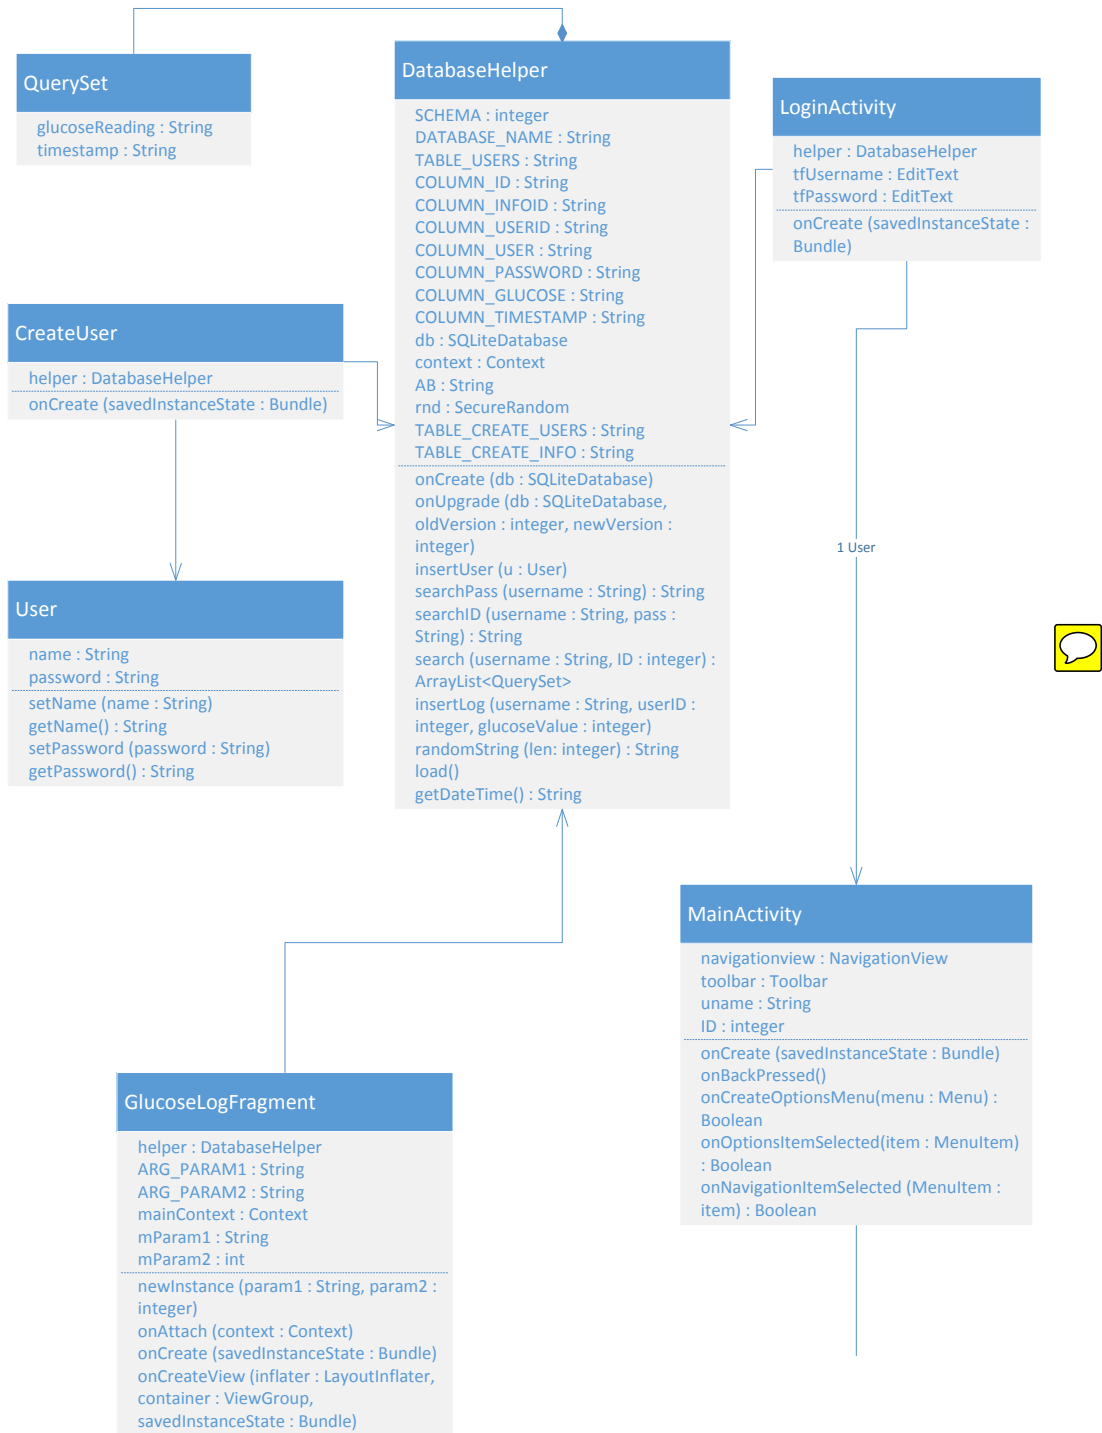 QuerySet
glucoseReading : String
timestamp : String
DatabaseHelper
SCHEMA : integer
DATABASE_NAME : String
TABLE_USERS : String
COLUMN_ID : String
COLUMN_INFOID : String
COLUMN_USERID : String
COLUMN_USER : String
COLUMN_PASSWORD : String
COLUMN_GLUCOSE : String
COLUMN_TIMESTAMP : String
db : SQLiteDatabase
context : Context
AB : String
rnd : SecureRandom
TABLE_CREATE_USERS : String
TABLE_CREATE_INFO : String
onCreate (db : SQLiteDatabase)
onUpgrade (db : SQLiteDatabase,
oldVersion : integer, newVersion :
integer)
insertUser (u : User)
searchPass (username : String) : String
searchID (username : String, pass :
String) : String
search (username : String, ID : integer) :
ArrayList<QuerySet>
insertLog (username : String, userID :
integer, glucoseValue : integer)
randomString (len: integer) : String
load()
getDateTime() : String
LoginActivity
helper : DatabaseHelper
tfUsername : EditText
tfPassword : EditText
onCreate (savedInstanceState :
Bundle)
CreateUser
helper : DatabaseHelper
onCreate (savedInstanceState : Bundle)
1 User
User
name : String
password : String
setName (name : String)
getName() : String
setPassword (password : String)
getPassword() : String
MainActivity
navigationview : NavigationView
toolbar : Toolbar
uname : String
ID : integer
onCreate (savedInstanceState : Bundle)
onBackPressed()
onCreateOptionsMenu(menu : Menu) :
Boolean
onOptionsItemSelected(item : MenuItem)
: Boolean
onNavigationItemSelected (MenuItem :
item) : Boolean
GlucoseLogFragment
helper : DatabaseHelper
ARG_PARAM1 : String
ARG_PARAM2 : String
mainContext : Context
mParam1 : String
mParam2 : int
newInstance (param1 : String, param2 :
integer)
onAttach (context : Context)
onCreate (savedInstanceState : Bundle)
onCreateView (inflater : LayoutInflater,
container : ViewGroup,
savedInstanceState : Bundle)